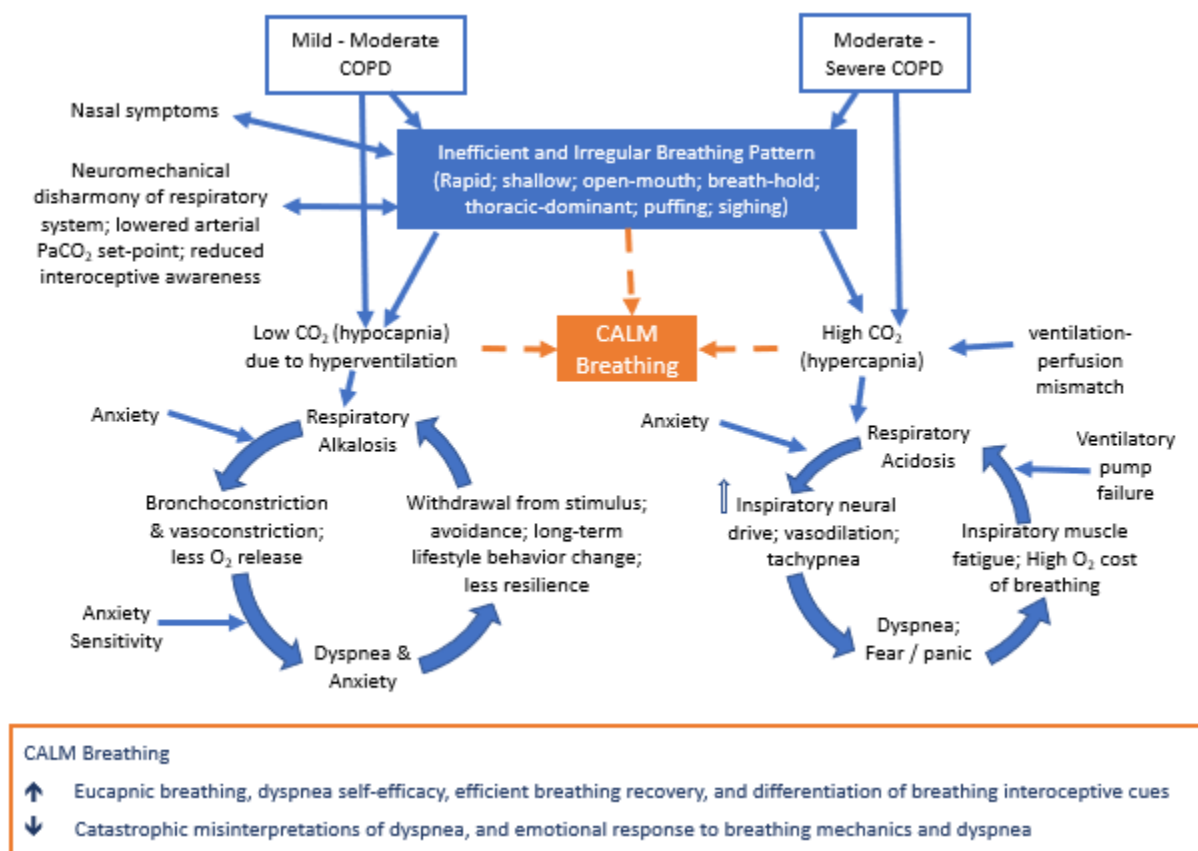 Mild - Moderate
COPD
Moderate -
Severe COPD
Nasal symptoms
Inefficient and Irregular Breathing Pattern
(Rapid; shallow; open-mouth; breath-hold;
thoracic-dominant; puffing; sighing)
Neuromechanical
disharmony of respiratory
system; lowered arterial
PaCO₂ set-point; reduced
interoceptive awareness
Low CO₂ (hypocapnia)
due to hyperventilation
CALM
Breathing
High CO₂
(hypercapnia)
ventilation-
perfusion
mismatch
Anxiety
Respiratory
Alkalosis
Bronchoconstriction
& vasoconstriction;
less O₂ release
Withdrawal from stimulus;
avoidance; long-term
lifestyle behavior change;
less resilience
Anxiety
Sensitivity
Dyspnea &
Anxiety
Anxiety
Respiratory
Acidosis
Ventilatory
pump
failure
Inspiratory neural
drive; vasodilation;
tachypnea
Inspiratory muscle
fatigue; High O₂ cost
of breathing
Dyspnea;
Fear / panic
CALM Breathing
Eucapnic breathing, dyspnea self-efficacy, efficient breathing recovery, and differentiation of breathing interoceptive cues
Catastrophic misinterpretations of dyspnea, and emotional response to breathing mechanics and dyspnea